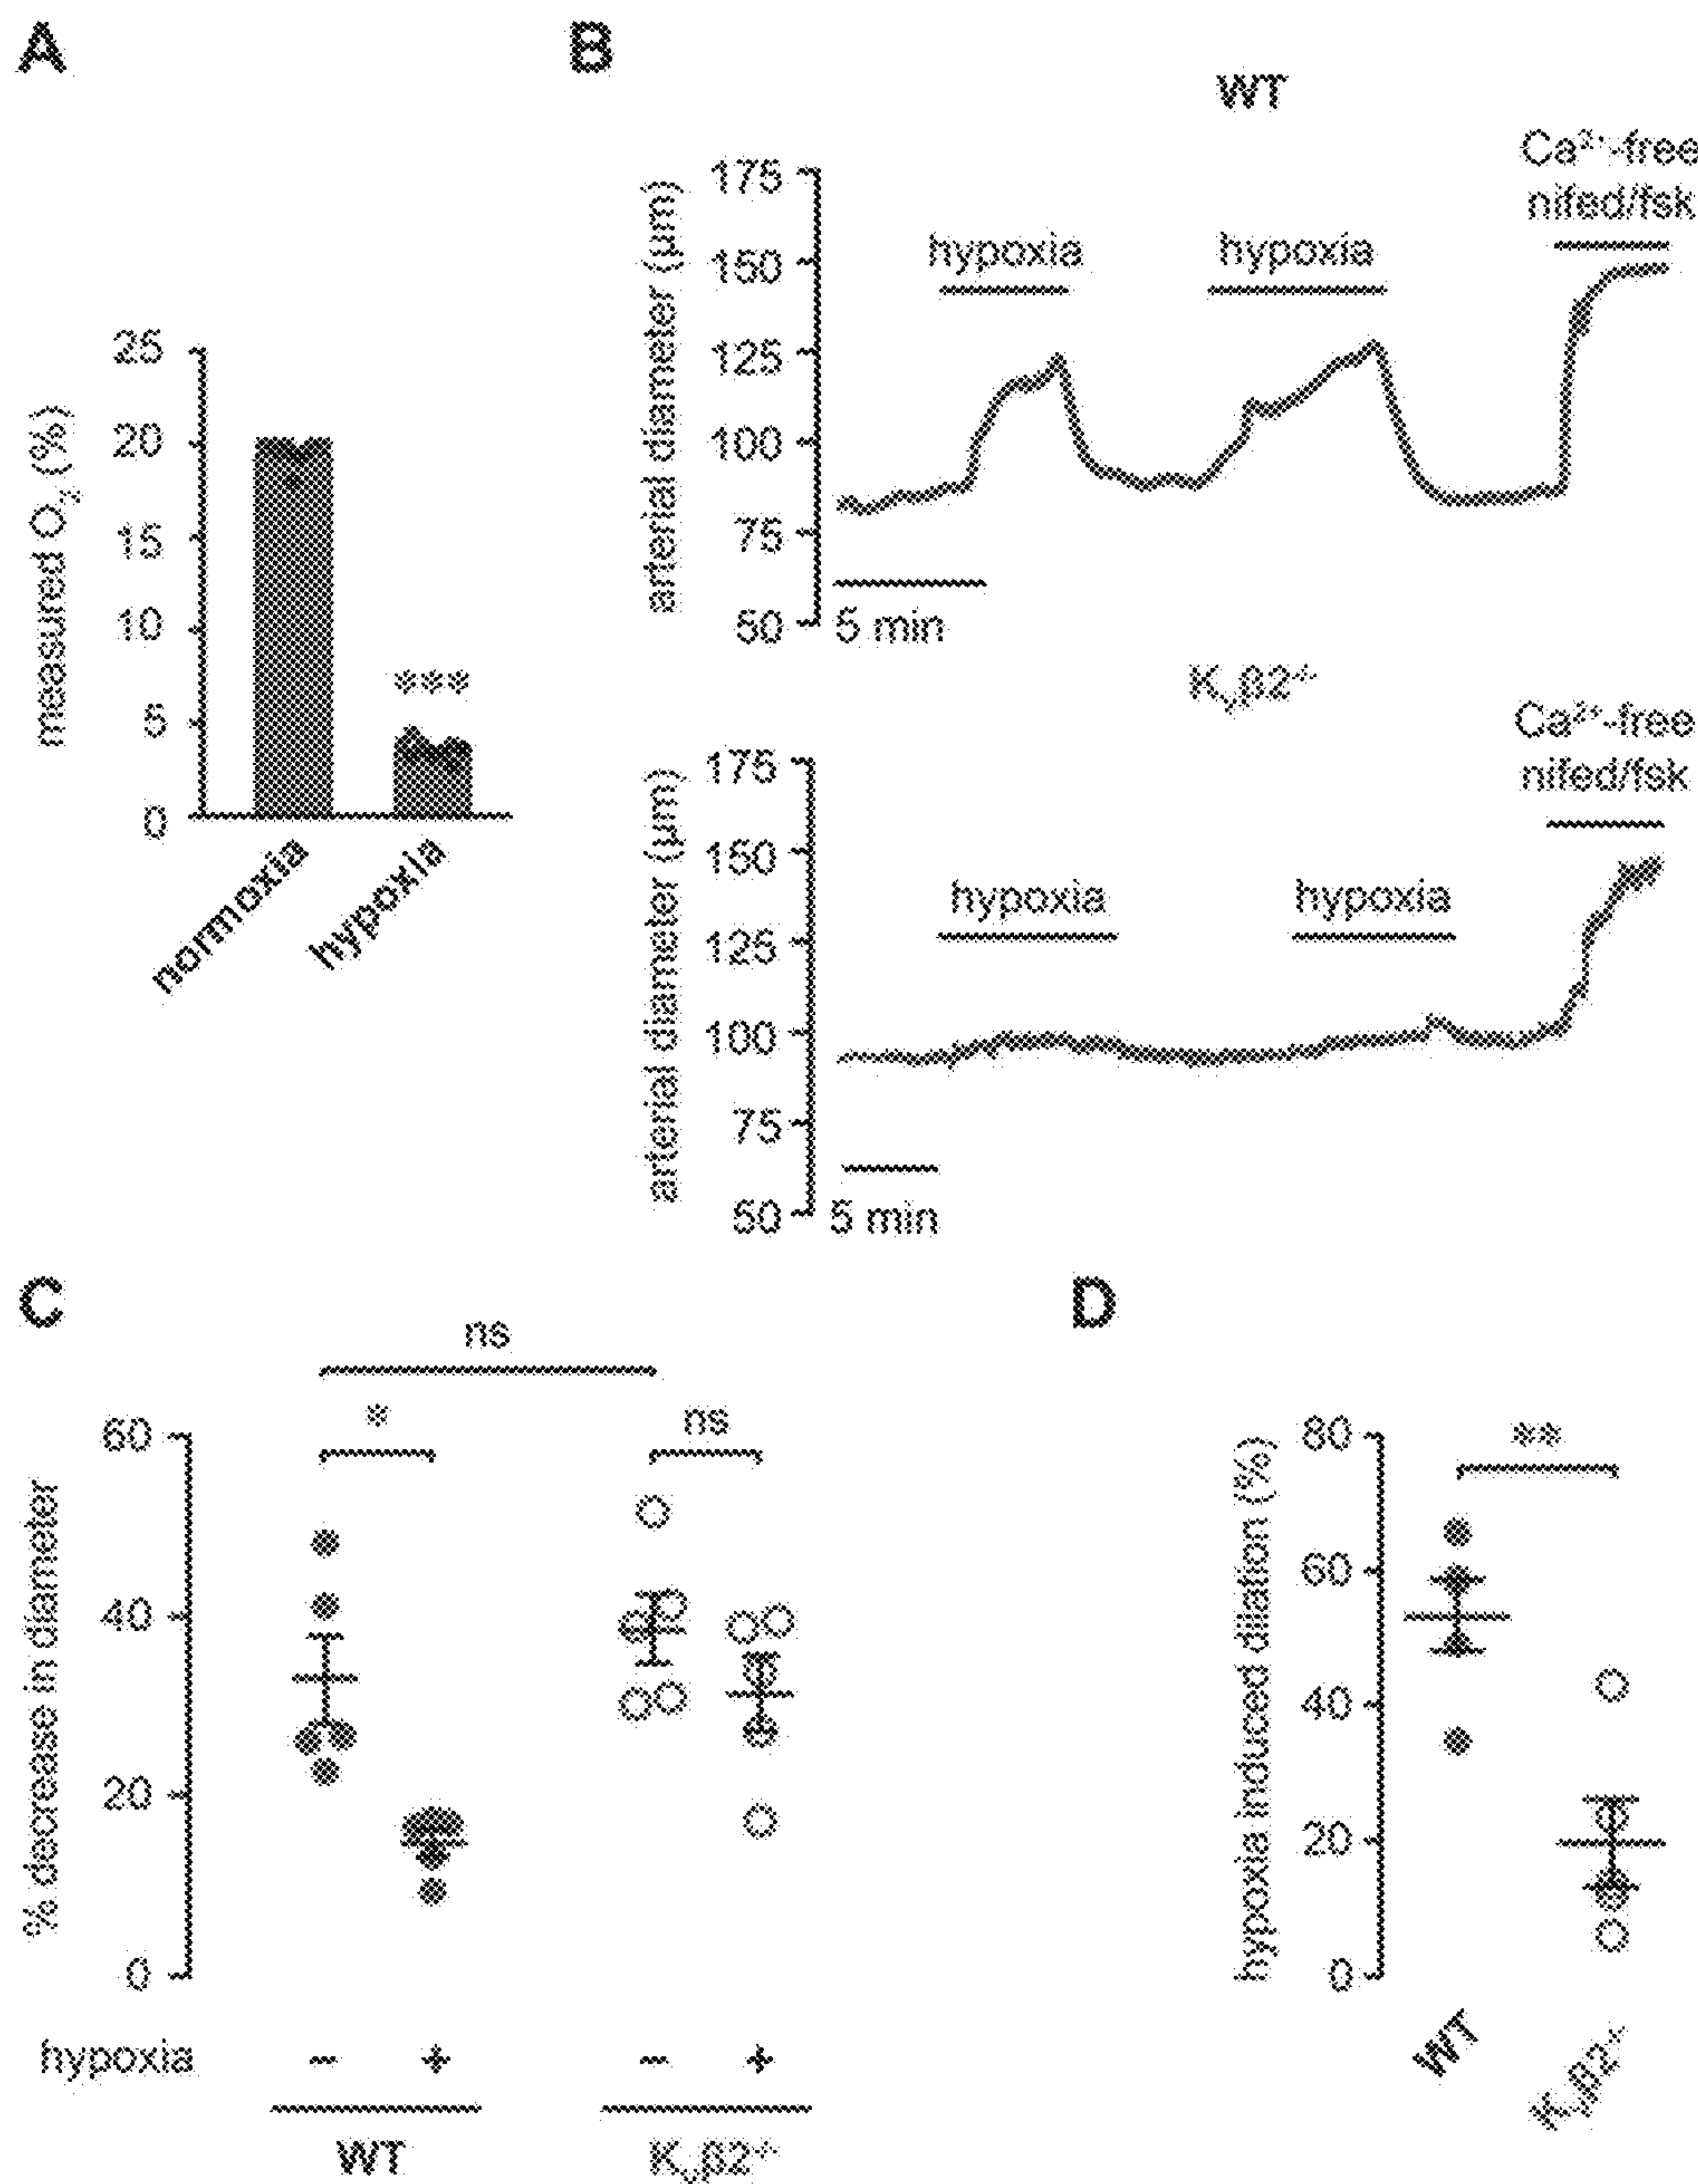 A
measured O₂ (%)
25
20
15
10
5
0
***
normoxia
hypoxia
B
WT
arterial diameter (µm)
175
150
125
100
75
50
hypoxia
hypoxia
Ca²⁺-free
nifed/fsk
5 min
Kᵥβ2⁻/⁻
arterial diameter (µm)
175
150
125
100
75
50
hypoxia
hypoxia
Ca²⁺-free
nifed/fsk
5 min
C
% decrease in diameter
60
40
20
0
ns
*
ns
hypoxia
− + − +
WT
Kᵥβ2⁻/⁻
D
hypoxia induced dilation (%)
80
60
40
20
0
**
WT
Kᵥβ2⁻/⁻